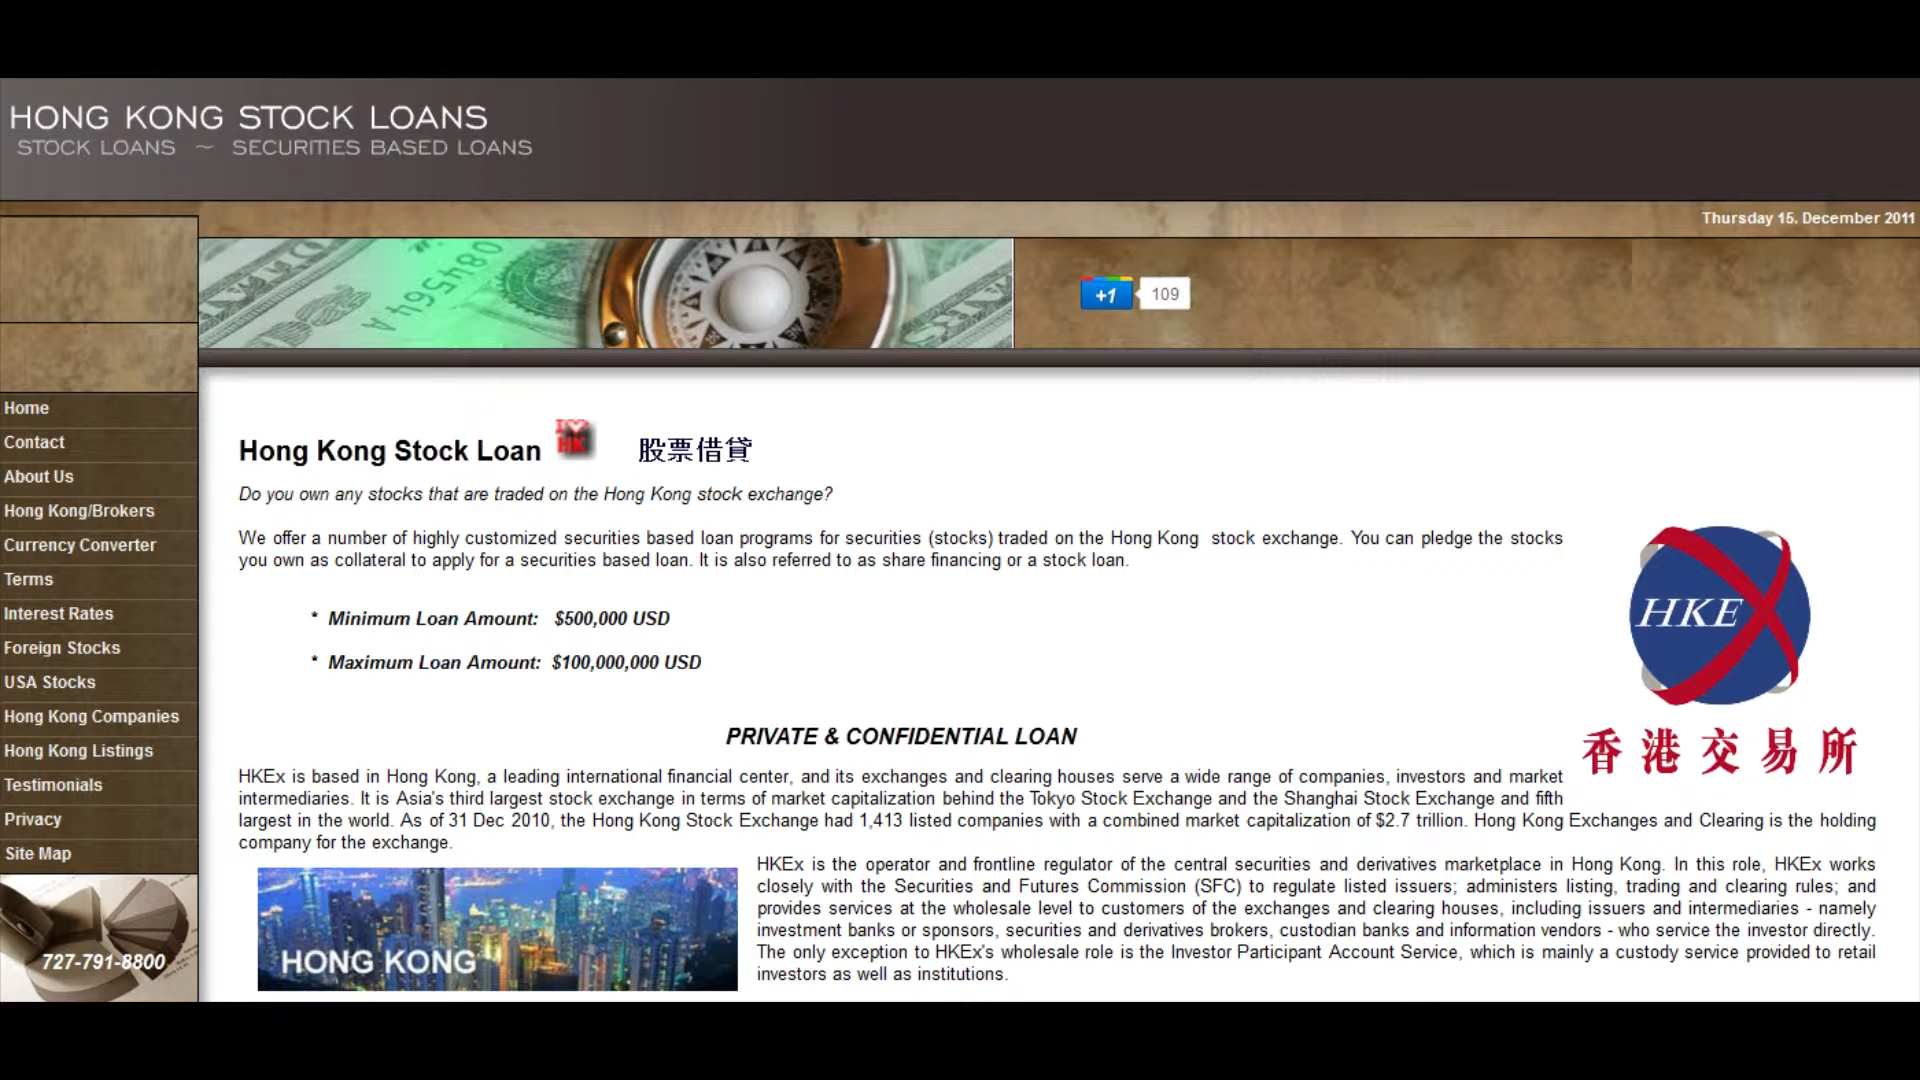 HONG KONG STOCK LOANS
STOCK LOANS ~ SECURITIES BASED LOANS
Thursday 15. December 2011
+1 109
Home
Contact
About Us
Hong Kong/Brokers
Currency Converter
Terms
Interest Rates
Foreign Stocks
USA Stocks
Hong Kong Companies
Hong Kong Listings
Testimonials
Privacy
Site Map
727-791-8800
Hong Kong Stock Loan I ♥ HK 股票借貸
Do you own any stocks that are traded on the Hong Kong stock exchange?
We offer a number of highly customized securities based loan programs for securities (stocks) traded on the Hong Kong stock exchange. You can pledge the stocks
you own as collateral to apply for a securities based loan. It is also referred to as share financing or a stock loan.
* Minimum Loan Amount: $500,000 USD
* Maximum Loan Amount: $100,000,000 USD
HKEX
香港交易所
PRIVATE & CONFIDENTIAL LOAN
HKEx is based in Hong Kong, a leading international financial center, and its exchanges and clearing houses serve a wide range of companies, investors and market
intermediaries. It is Asia's third largest stock exchange in terms of market capitalization behind the Tokyo Stock Exchange and the Shanghai Stock Exchange and fifth
largest in the world. As of 31 Dec 2010, the Hong Kong Stock Exchange had 1,413 listed companies with a combined market capitalization of $2.7 trillion. Hong Kong Exchanges and Clearing is the holding
company for the exchange.
HONG KONG
HKEx is the operator and frontline regulator of the central securities and derivatives marketplace in Hong Kong. In this role, HKEx works
closely with the Securities and Futures Commission (SFC) to regulate listed issuers; administers listing, trading and clearing rules; and
provides services at the wholesale level to customers of the exchanges and clearing houses, including issuers and intermediaries - namely
investment banks or sponsors, securities and derivatives brokers, custodian banks and information vendors - who service the investor directly.
The only exception to HKEx's wholesale role is the Investor Participant Account Service, which is mainly a custody service provided to retail
investors as well as institutions.